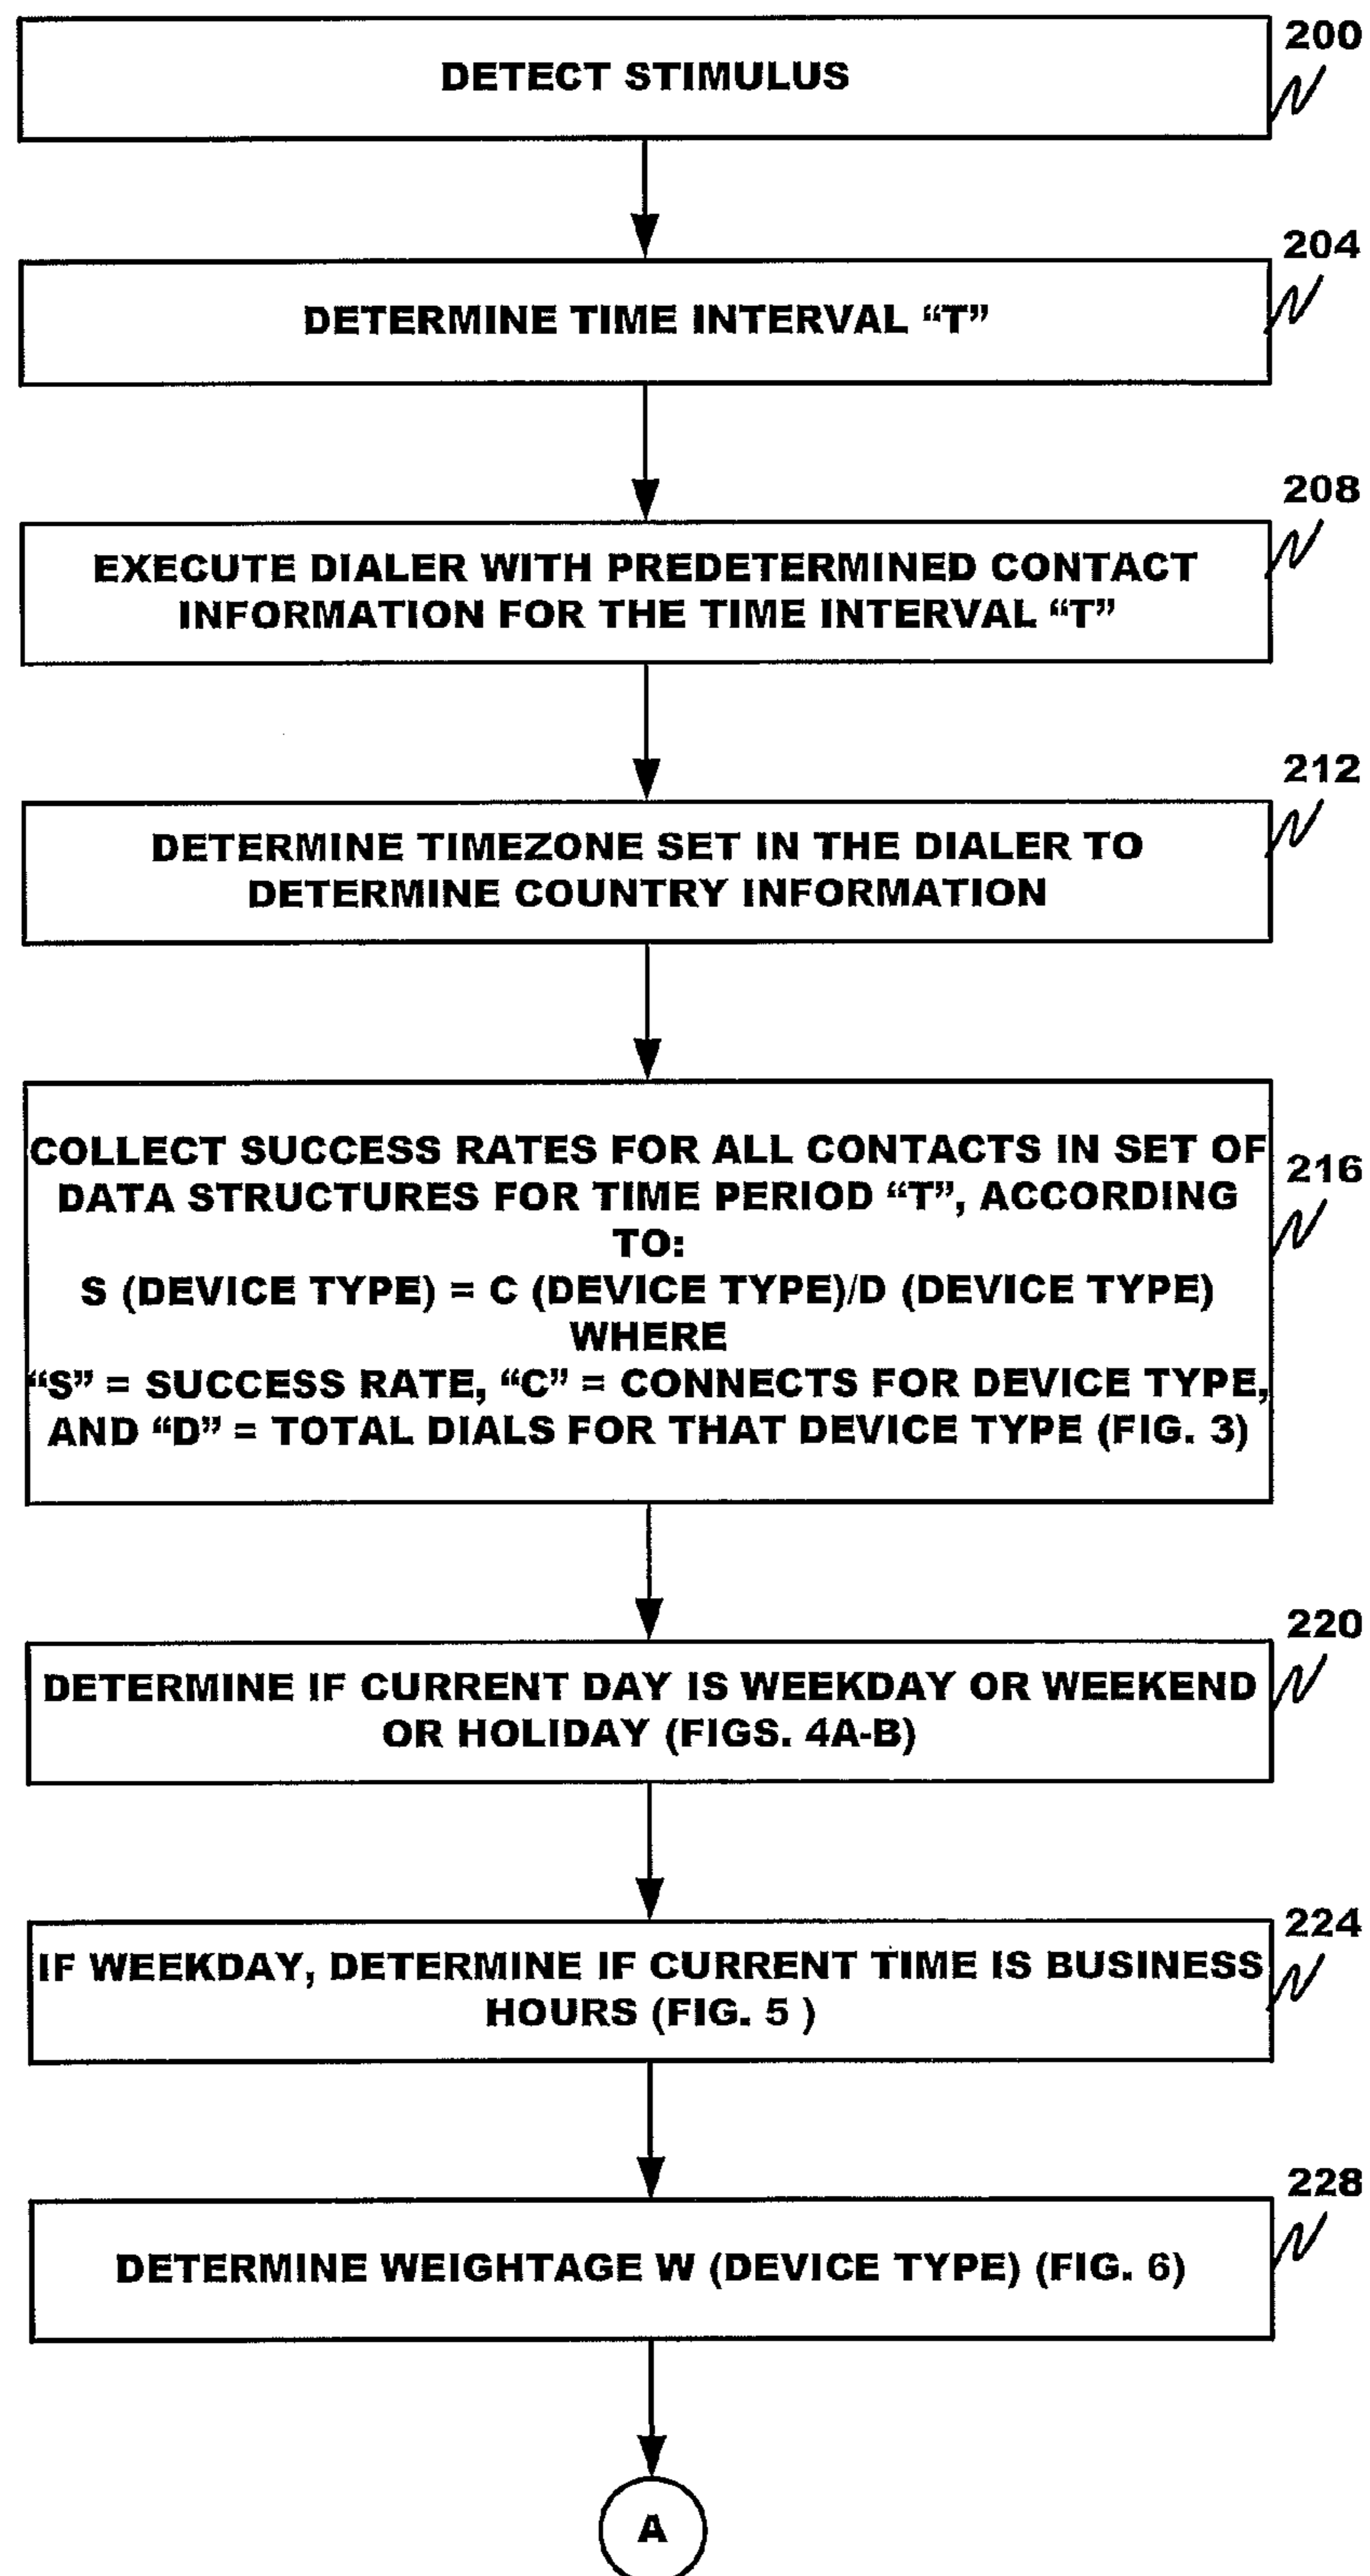 200
DETECT STIMULUS
204
DETERMINE TIME INTERVAL “T”
208
EXECUTE DIALER WITH PREDETERMINED CONTACT
INFORMATION FOR THE TIME INTERVAL “T”
212
DETERMINE TIMEZONE SET IN THE DIALER TO
DETERMINE COUNTRY INFORMATION
216
COLLECT SUCCESS RATES FOR ALL CONTACTS IN SET OF
DATA STRUCTURES FOR TIME PERIOD “T”, ACCORDING
TO:
S (DEVICE TYPE) = C (DEVICE TYPE)/D (DEVICE TYPE)
WHERE
“S” = SUCCESS RATE, “C” = CONNECTS FOR DEVICE TYPE,
AND “D” = TOTAL DIALS FOR THAT DEVICE TYPE (FIG. 3)
220
DETERMINE IF CURRENT DAY IS WEEKDAY OR WEEKEND
OR HOLIDAY (FIGS. 4A-B)
224
IF WEEKDAY, DETERMINE IF CURRENT TIME IS BUSINESS
HOURS (FIG. 5 )
228
DETERMINE WEIGHTAGE W (DEVICE TYPE) (FIG. 6)
A